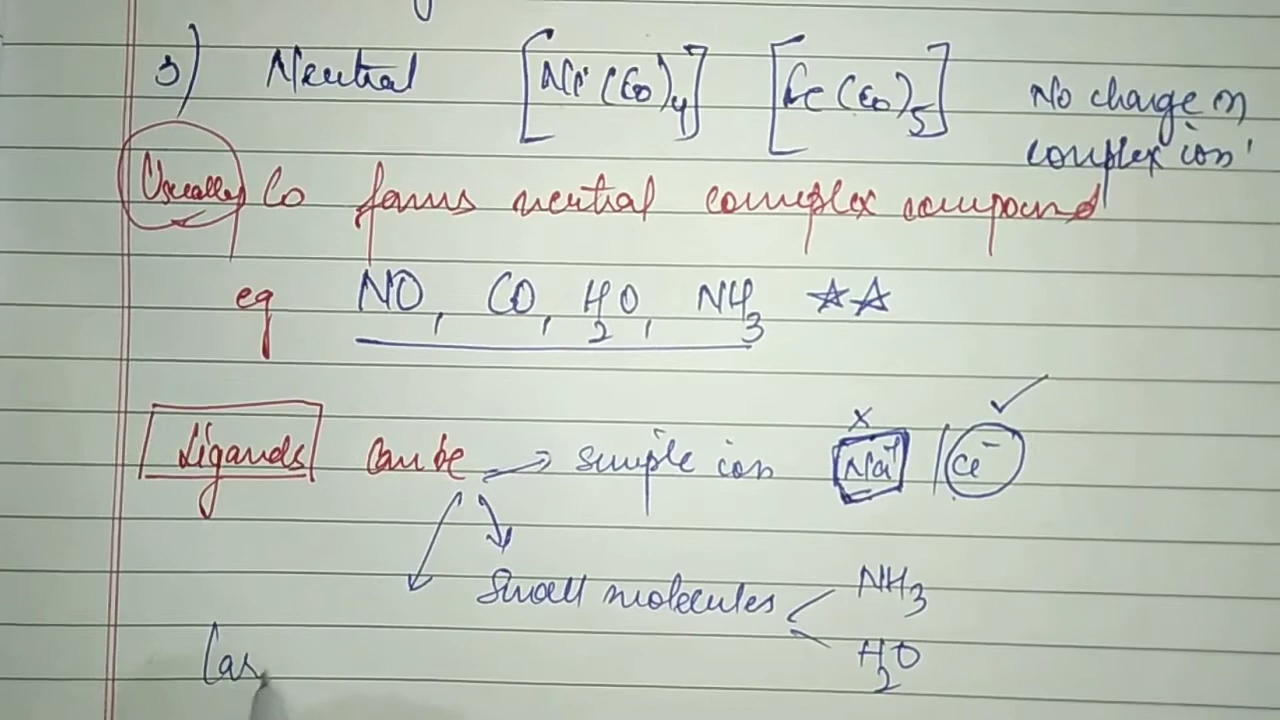 3) Neutral [Ni(CO)4] [Fe(CO)5] No charge on
complex ion
Usually CO forms neutral complex compound
eg NO, CO, H2O, NH3 ☆☆
Ligands can be → simple ion Na+ | Cl-
Small molecules NH3
H2O
Lar